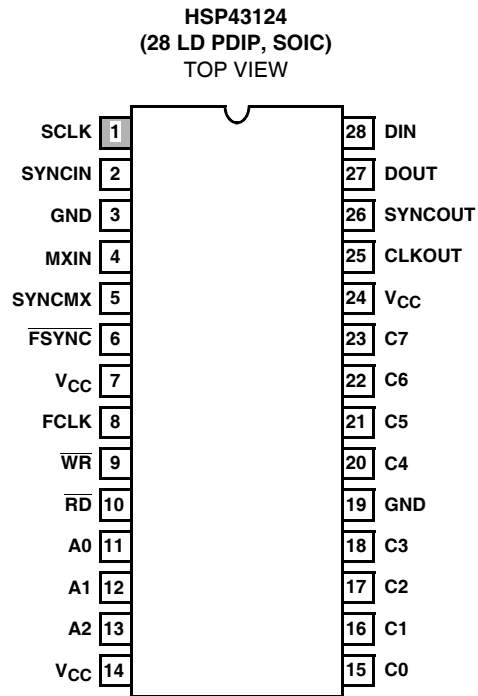 HSP43124
(28 LD PDIP, SOIC)
TOP VIEW
SCLK 1 28 DIN
SYNCIN 2 27 DOUT
GND 3 26 SYNCOUT
MXIN 4 25 CLKOUT
SYNCMX 5 24 VCC
FSYNC 6 23 C7
VCC 7 22 C6
FCLK 8 21 C5
WR 9 20 C4
RD 10 19 GND
A0 11 18 C3
A1 12 17 C2
A2 13 16 C1
VCC 14 15 C0